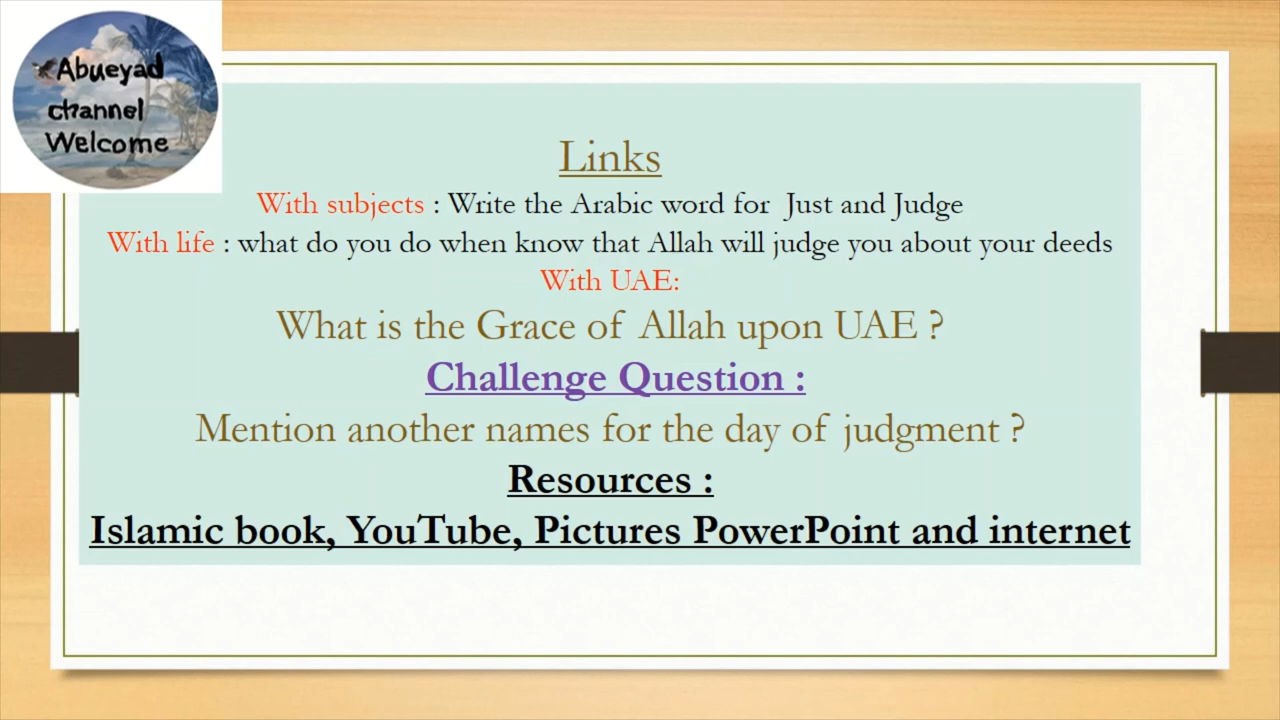 Abueyad
channel
Welcome
Links
With subjects : Write the Arabic word for Just and Judge
With life : what do you do when know that Allah will judge you about your deeds
With UAE:
What is the Grace of Allah upon UAE ?
Challenge Question :
Mention another names for the day of judgment ?
Resources :
Islamic book, YouTube, Pictures PowerPoint and internet